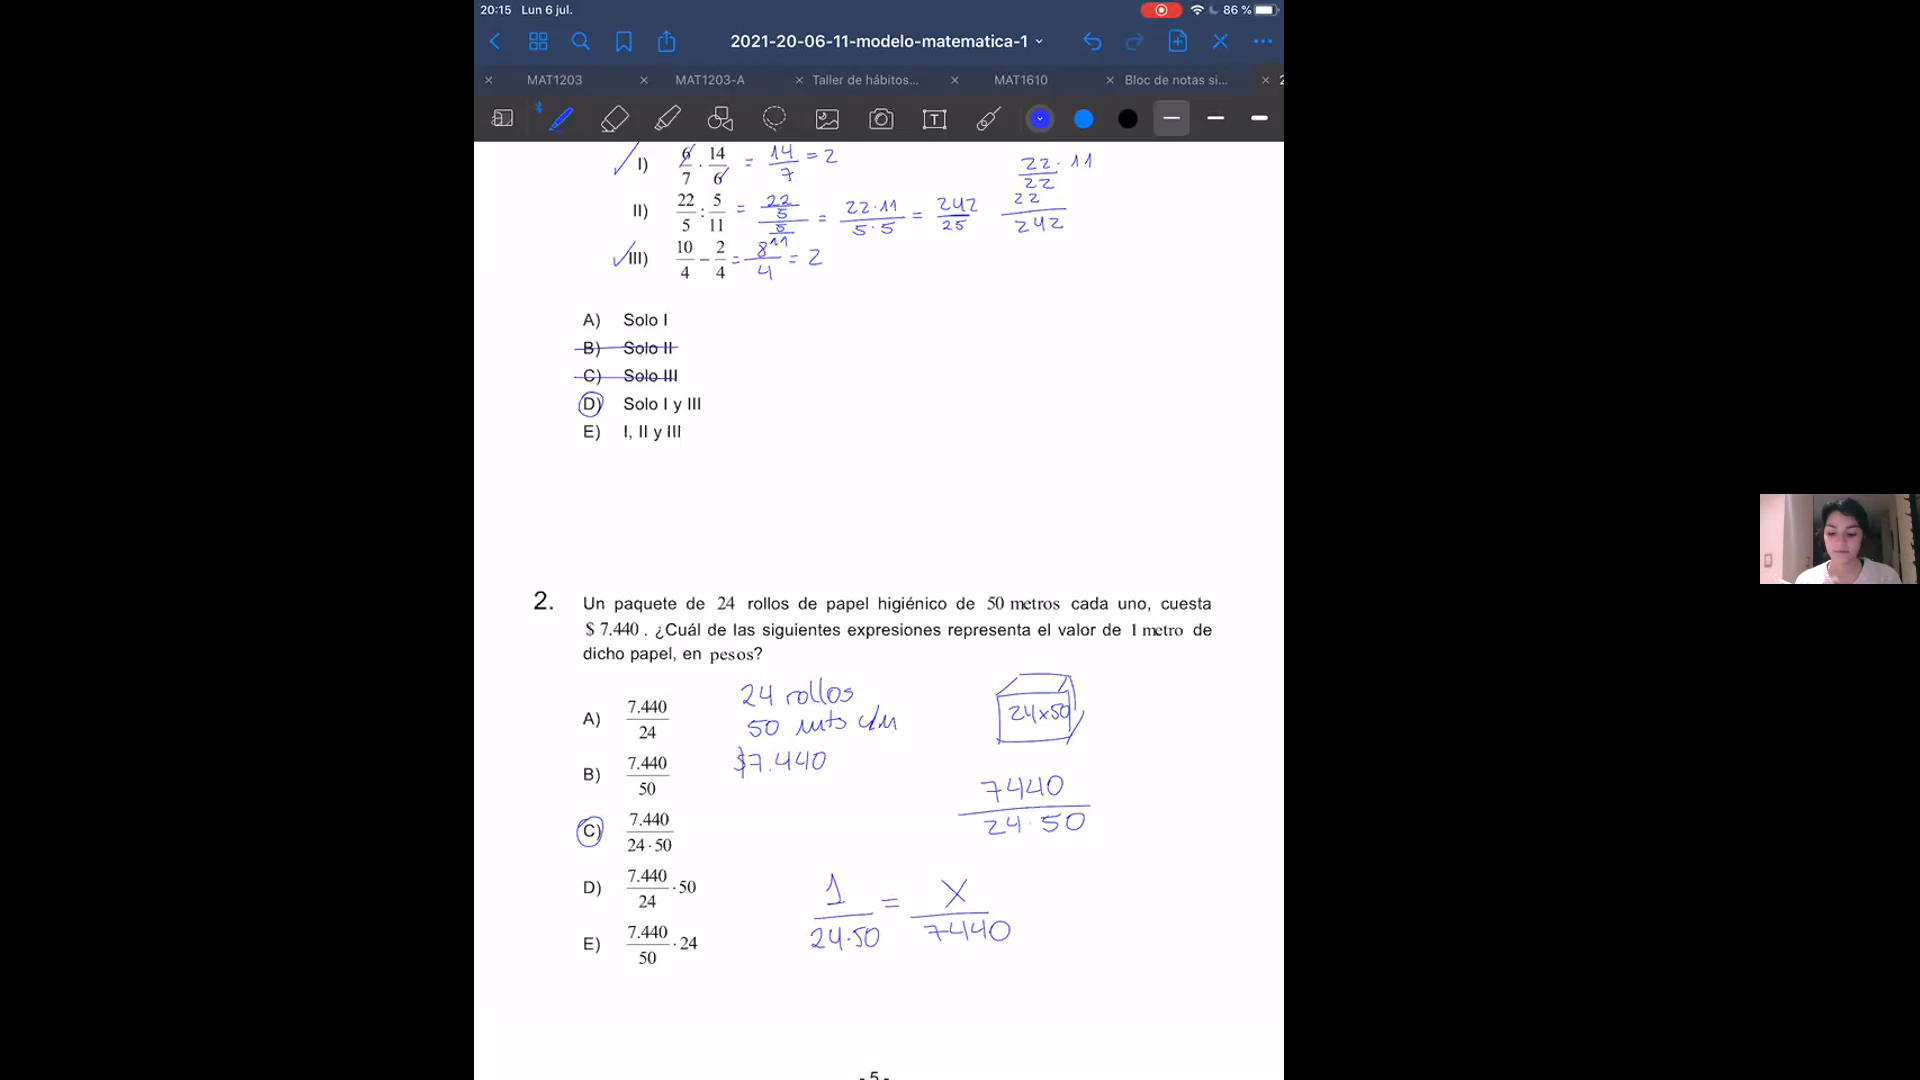 20:15 Lun 6 jul. 86 %
2021-20-06-11-modelo-matematica-1
MAT1203 MAT1203-A Taller de hábitos... MAT1610 Bloc de notas si... 2
I) 6/7 · 14/6 = 14/7 = 2
22 · 11
22
22
242
II) 22/5 : 5/11 = 22/5 / 5/11 = 22·11/5·5 = 242/25
III) 10/4 − 2/4 = 8/4 = 2
A) Solo I
B) Solo II
C) Solo III
D) Solo I y III
E) I, II y III
2. Un paquete de 24 rollos de papel higiénico de 50 metros cada uno, cuesta
$ 7.440 . ¿Cuál de las siguientes expresiones representa el valor de 1 metro de
dicho papel, en pesos?
A) 7.440/24
B) 7.440/50
C) 7.440/24·50
D) 7.440/24 · 50
E) 7.440/50 · 24
24 rollos
50 mts c/u
$7.440
24x50
7440/24·50
1/24·50 = X/7440
- 5 -